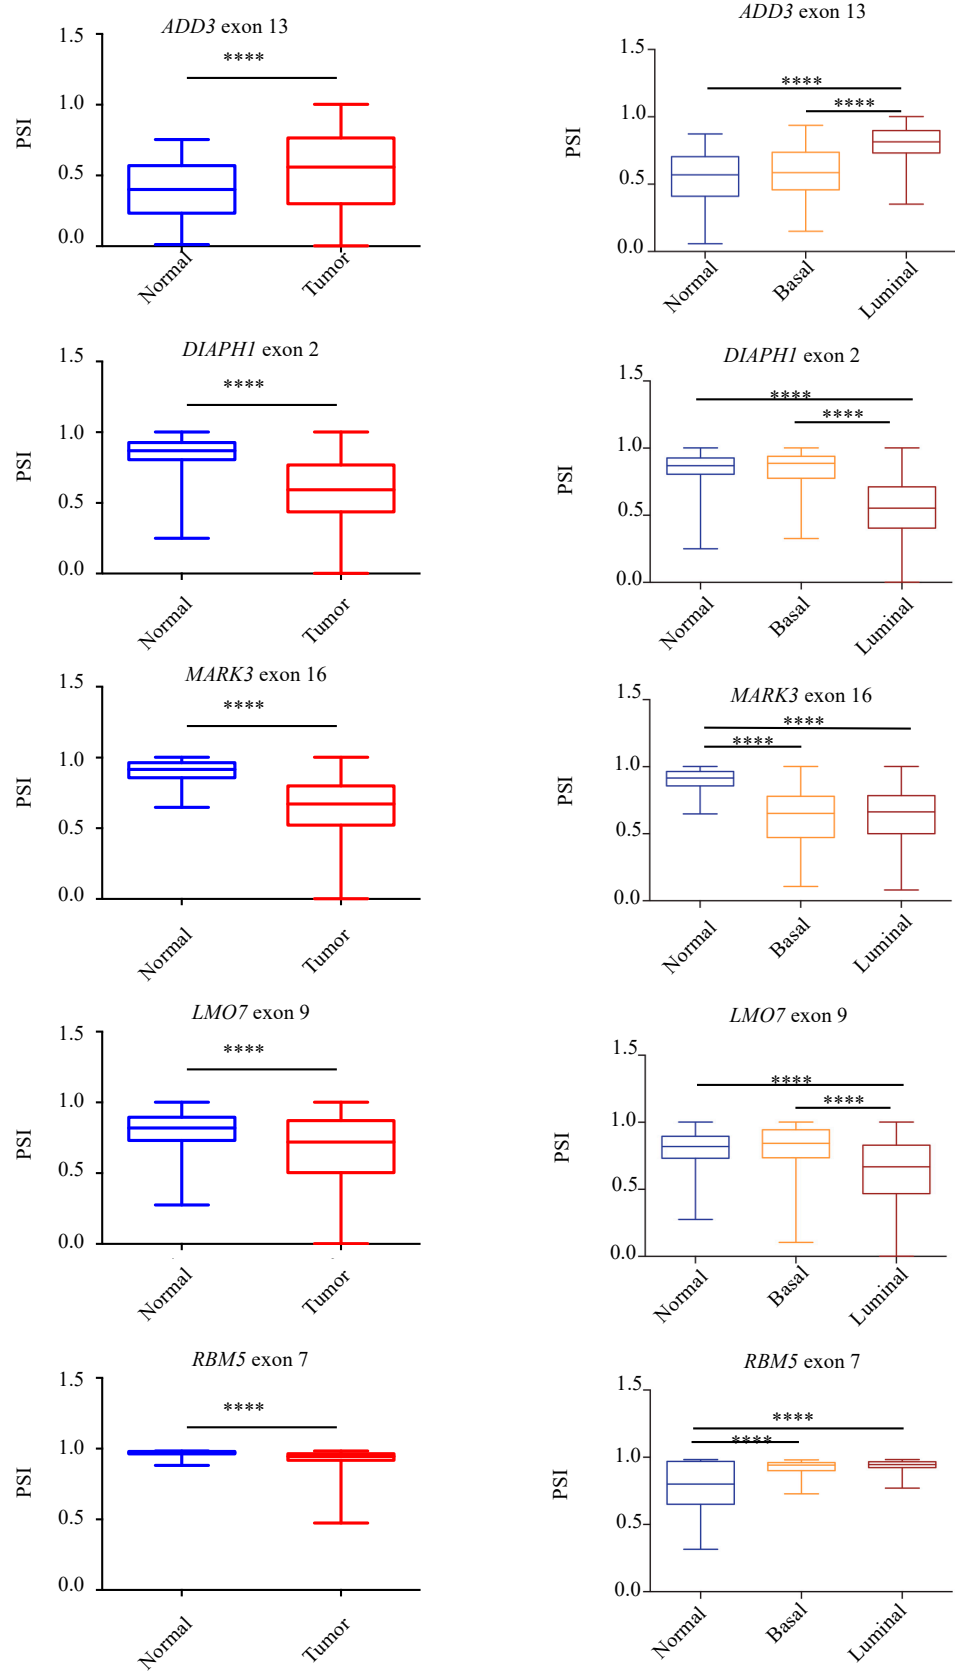 ADD3 exon 13
1.5
****
1.0
PSI
0.5
0.0
Normal
Tumor
ADD3 exon 13
1.5
****
****
1.0
PSI
0.5
0.0
Normal
Basal
Luminal
DIAPH1 exon 2
1.5
****
1.0
PSI
0.5
0.0
Normal
Tumor
DIAPH1 exon 2
1.5
****
****
1.0
PSI
0.5
0.0
Normal
Basal
Luminal
MARK3 exon 16
1.5
****
1.0
PSI
0.5
0.0
Normal
Tumor
MARK3 exon 16
1.5
****
****
1.0
PSI
0.5
0.0
Normal
Basal
Luminal
LMO7 exon 9
1.5
****
1.0
PSI
0.5
0.0
Normal
Tumor
LMO7 exon 9
1.5
****
****
1.0
PSI
0.5
0.0
Normal
Basal
Luminal
RBM5 exon 7
1.5
****
1.0
PSI
0.5
0.0
Normal
Tumor
RBM5 exon 7
1.5
****
****
1.0
PSI
0.5
0.0
Normal
Basal
Luminal